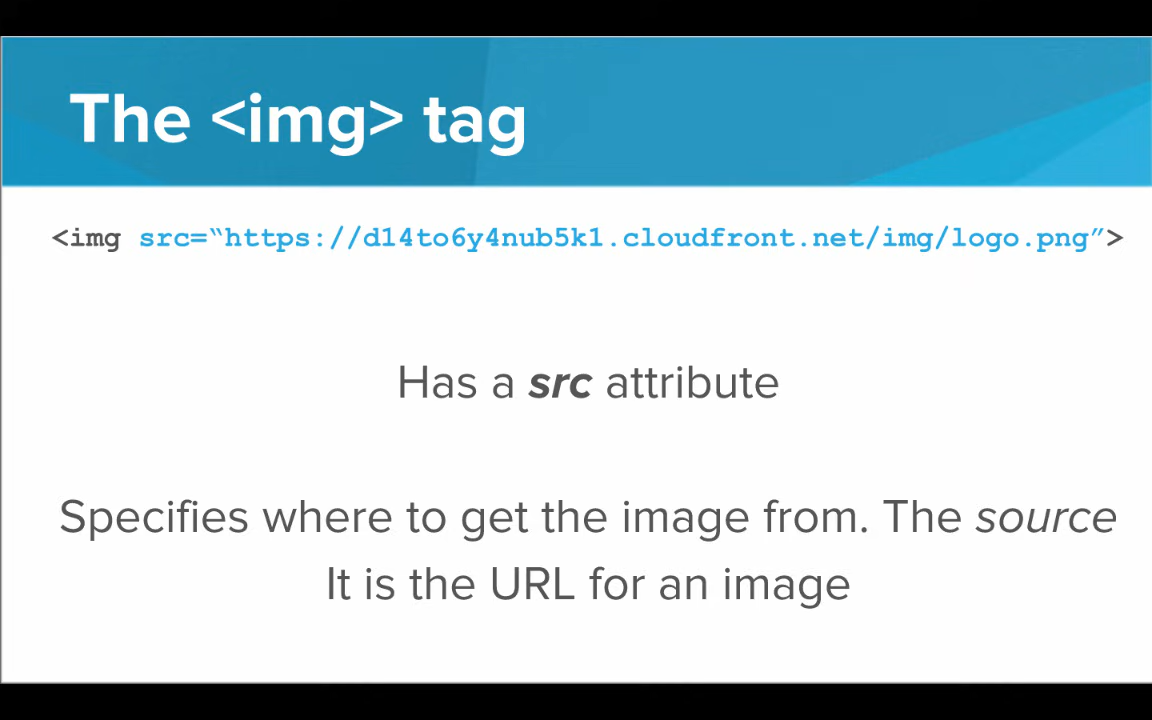 The <img> tag
<img src=“https://d14to6y4nub5k1.cloudfront.net/img/logo.png”>
Has a src attribute
Specifies where to get the image from. The source
It is the URL for an image